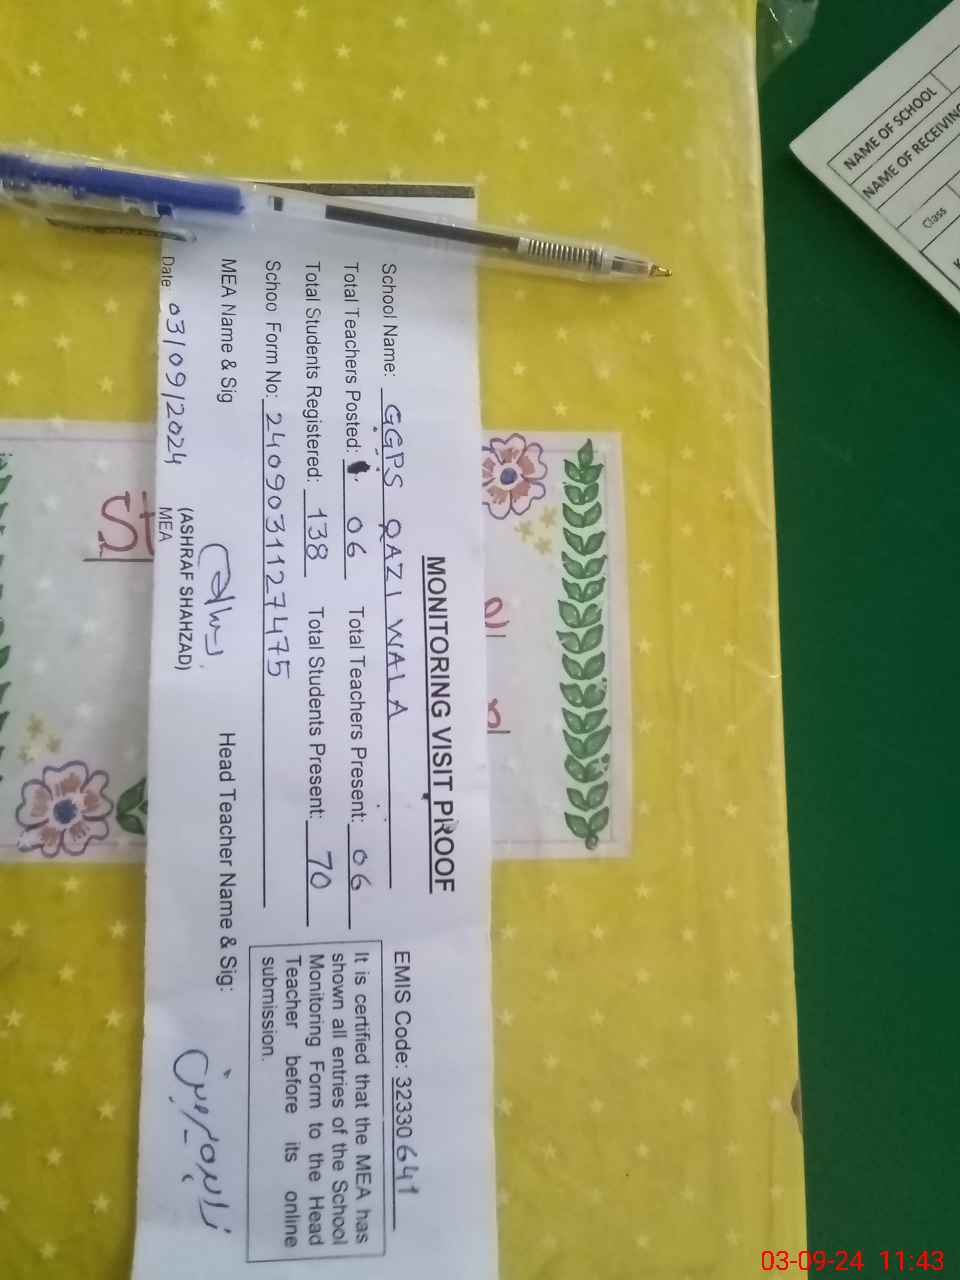 MONITORING VISIT PROOF
School Name: GGPS QAZI WALA EMIS Code: 32330641
Total Teachers Posted: 06 Total Teachers Present: 06
Total Students Registered: 138 Total Students Present: 70
Schoo Form No: 2409031127475
It is certified that the MEA has
shown all entries of the School
Monitoring Form to the Head
Teacher before its online
submission.
MEA Name & Sig Head Teacher Name & Sig:
(ASHRAF SHAHZAD)
MEA
Date 03/09/2024
NAME OF SCHOOL
NAME OF RECEIVING
Class
03-09-24 11:43